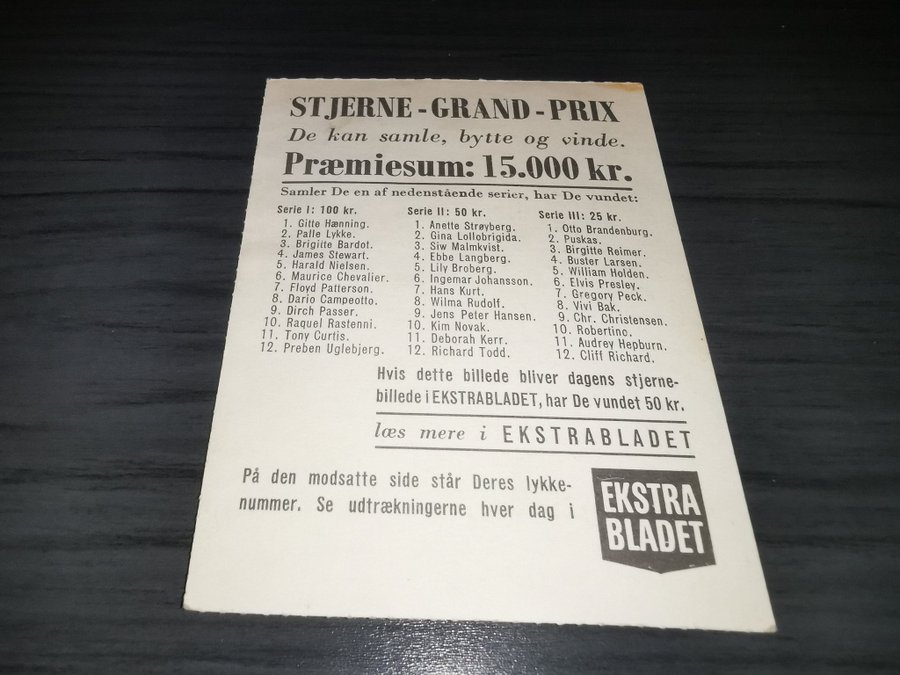 STJERNE-GRAND-PRIX
De kan samle, bytte og vinde.
Præmiesum: 15.000 kr.
Samler De en af nedenstående serier, har De vundet:
Serie I: 100 kr.
1. Gitte Hænning.
2. Palle Lykke.
3. Brigitte Bardot.
4. James Stewart.
5. Harald Nielsen.
6. Maurice Chevalier.
7. Floyd Patterson.
8. Dario Campeotto.
9. Dirch Passer.
10. Raquel Rastenni.
11. Tony Curtis.
12. Preben Uglebjerg.
Serie II: 50 kr.
1. Anette Strøyberg.
2. Gina Lollobrigida.
3. Siw Malmkvist.
4. Ebbe Langberg.
5. Lily Broberg.
6. Ingemar Johansson.
7. Hans Kurt.
8. Wilma Rudolf.
9. Jens Peter Hansen.
10. Kim Novak.
11. Deborah Kerr.
12. Richard Todd.
Serie III: 25 kr.
1. Otto Brandenburg.
2. Puskas.
3. Birgitte Reimer.
4. Buster Larsen.
5. William Holden.
6. Elvis Presley.
7. Gregory Peck.
8. Vivi Bak.
9. Chr. Christensen.
10. Robertino.
11. Audrey Hepburn.
12. Cliff Richard.
Hvis dette billede bliver dagens stjerne-
billede i EKSTRABLADET, har De vundet 50 kr.
læs mere i EKSTRABLADET
På den modsatte side står Deres lykke-
nummer. Se udtrækningerne hver dag i
EKSTRA
BLADET